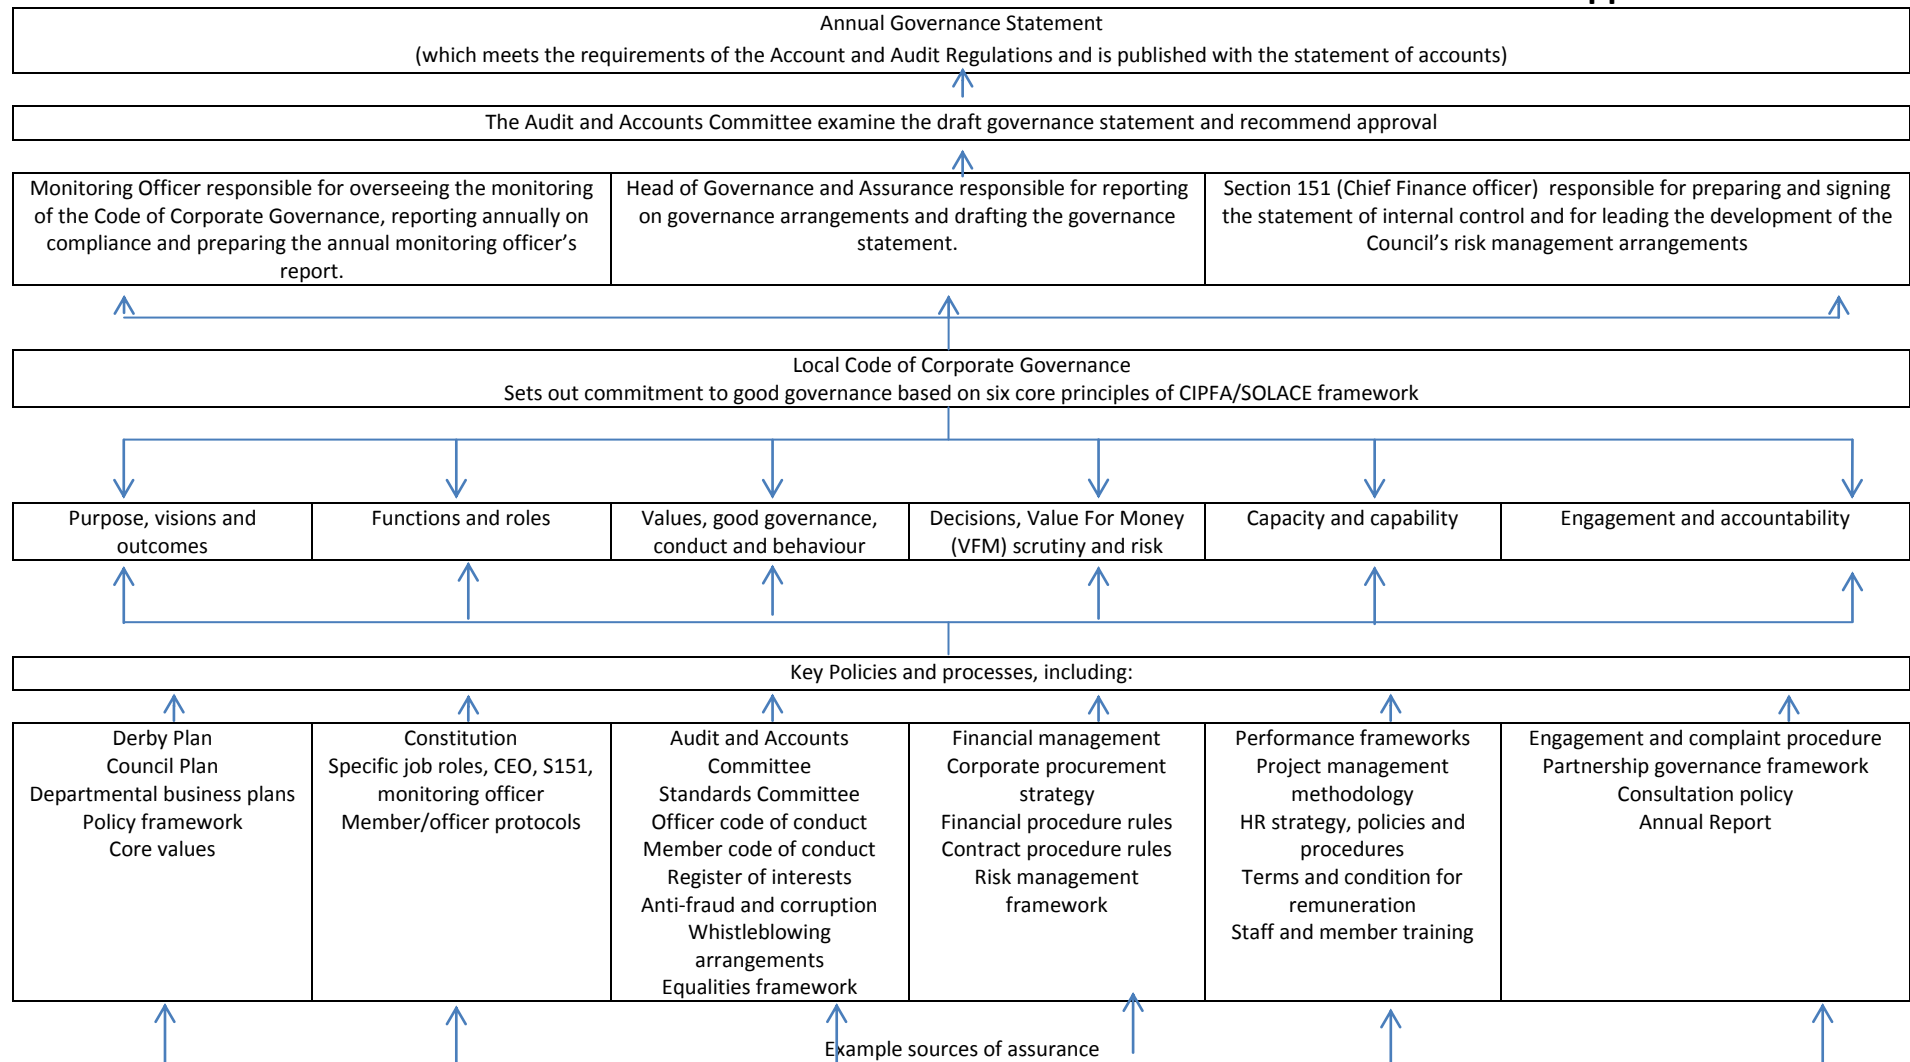 Annual Governance Statement
(which meets the requirements of the Account and Audit Regulations and is published with the statement of accounts)
The Audit and Accounts Committee examine the draft governance statement and recommend approval
Monitoring Officer responsible for overseeing the monitoring
of the Code of Corporate Governance, reporting annually on
compliance and preparing the annual monitoring officer’s
report.
Head of Governance and Assurance responsible for reporting
on governance arrangements and drafting the governance
statement.
Section 151 (Chief Finance officer) responsible for preparing and signing
the statement of internal control and for leading the development of the
Council’s risk management arrangements
Local Code of Corporate Governance
Sets out commitment to good governance based on six core principles of CIPFA/SOLACE framework
Purpose, visions and
outcomes
Functions and roles
Values, good governance,
conduct and behaviour
Decisions, Value For Money
(VFM) scrutiny and risk
Capacity and capability
Engagement and accountability
Key Policies and processes, including:
Derby Plan
Council Plan
Departmental business plans
Policy framework
Core values
Constitution
Specific job roles, CEO, S151,
monitoring officer
Member/officer protocols
Audit and Accounts
Committee
Standards Committee
Officer code of conduct
Member code of conduct
Register of interests
Anti-fraud and corruption
Whistleblowing
arrangements
Equalities framework
Financial management
Corporate procurement
strategy
Financial procedure rules
Contract procedure rules
Risk management
framework
Performance frameworks
Project management
methodology
HR strategy, policies and
procedures
Terms and condition for
remuneration
Staff and member training
Engagement and complaint procedure
Partnership governance framework
Consultation policy
Annual Report
Example sources of assurance